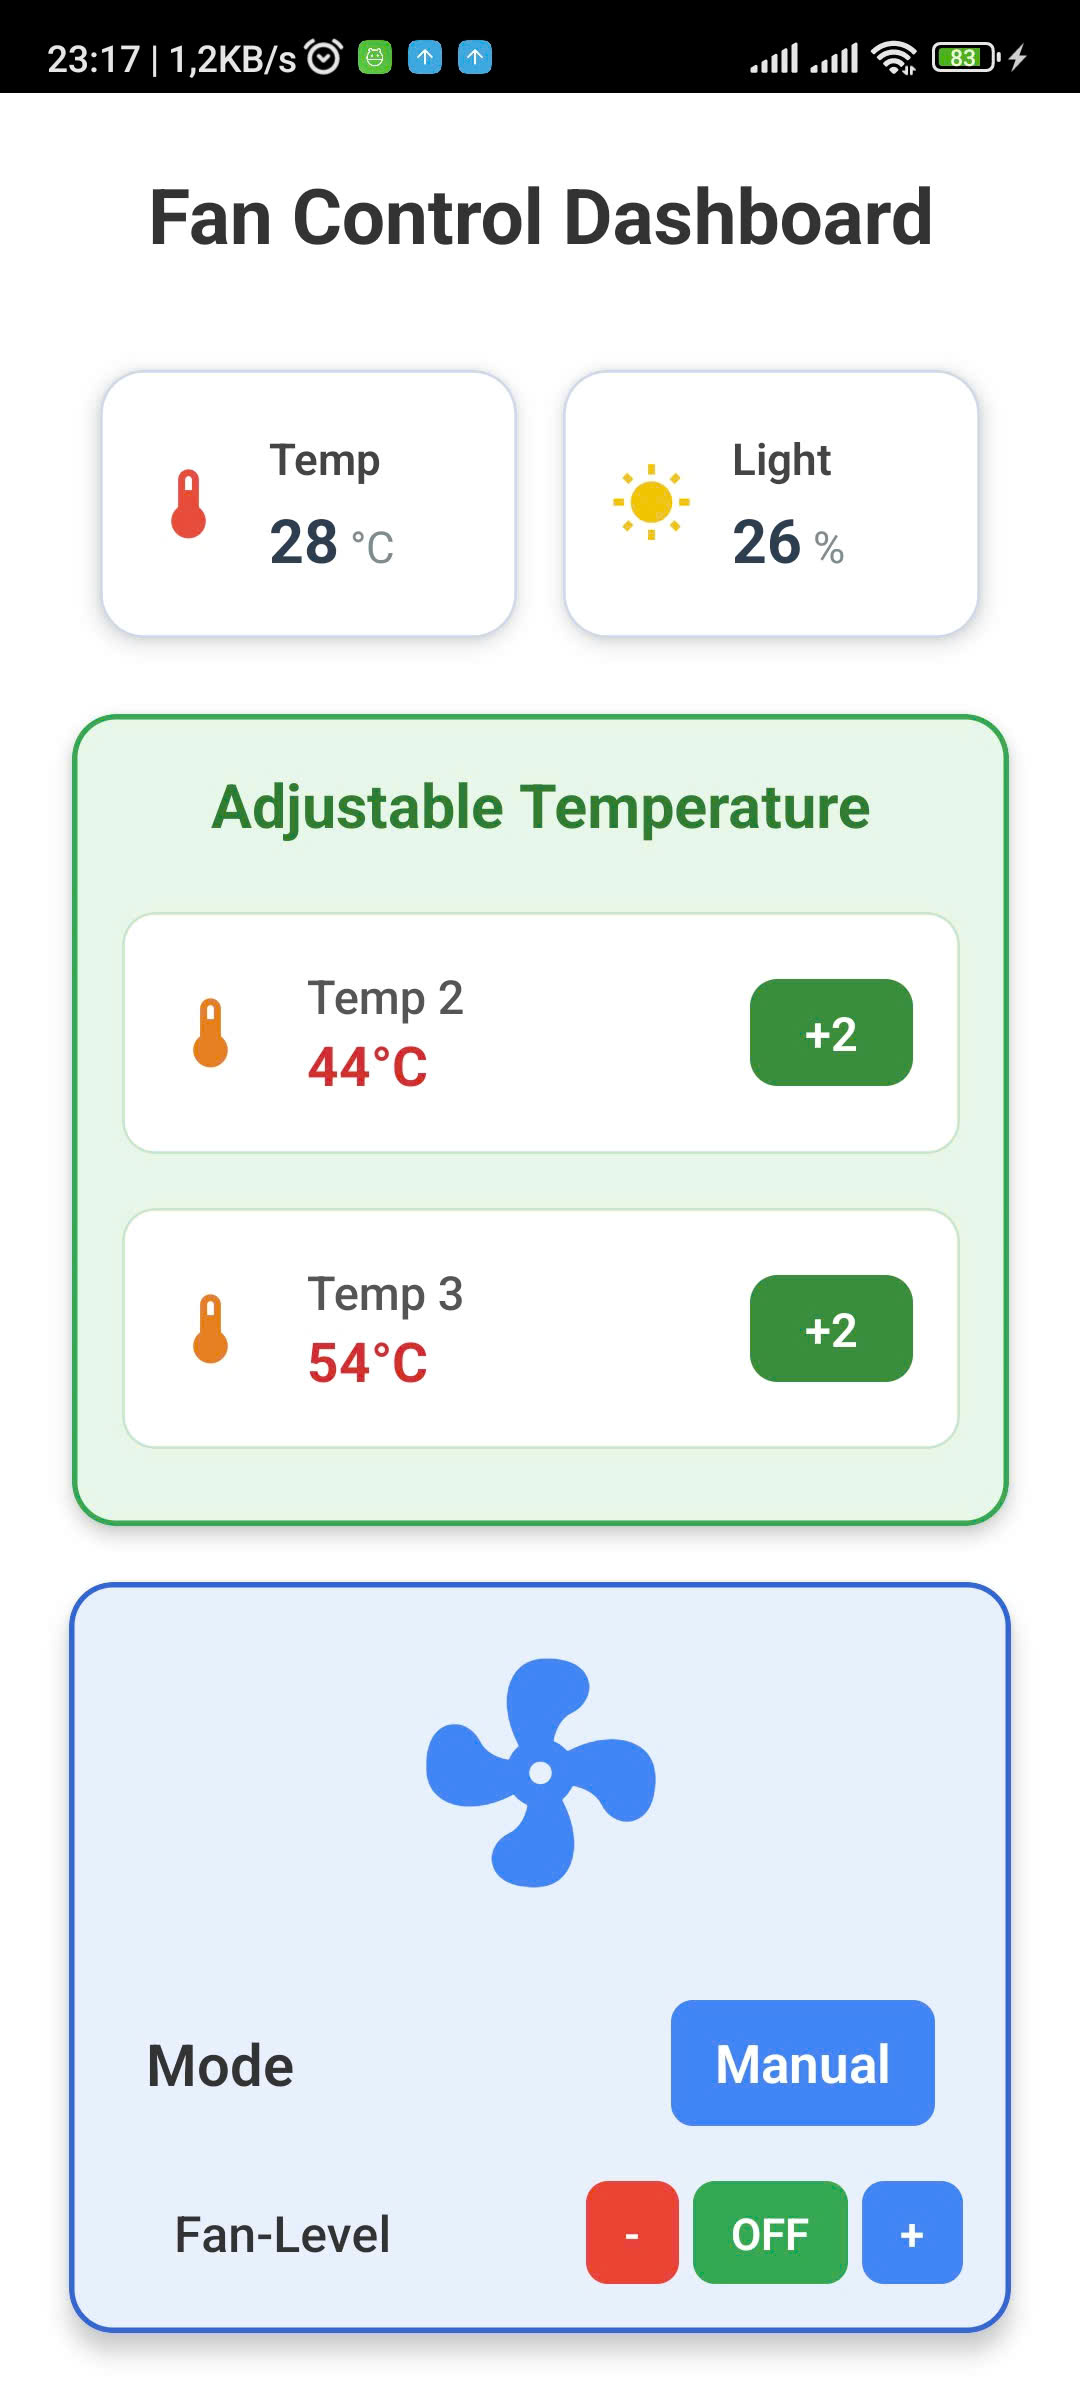 23:17 | 1,2KB/s
83
Fan Control Dashboard
Temp
28 °C
Light
26 %
Adjustable Temperature
Temp 2
44°C
+2
Temp 3
54°C
+2
Mode
Manual
Fan-Level
-
OFF
+